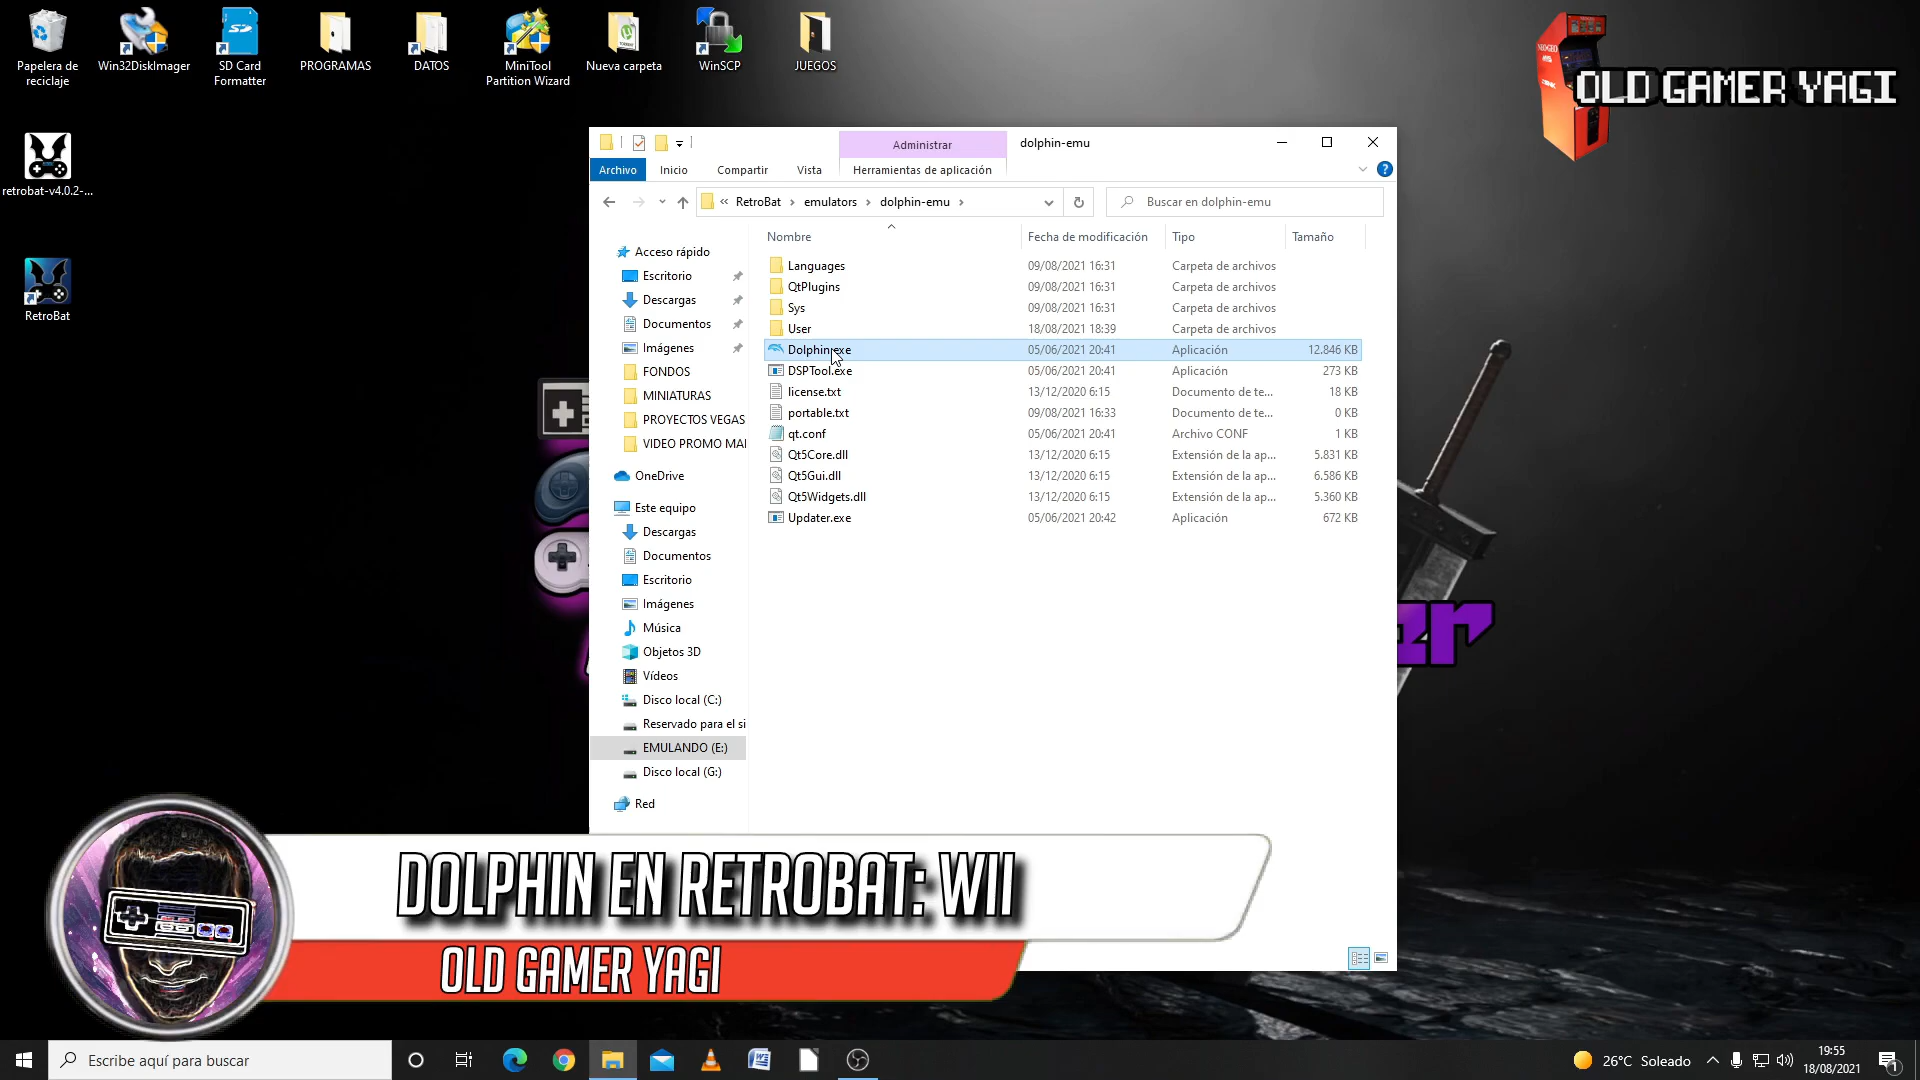 Papelera de reciclaje
Win32DiskImager
SD Card Formatter
PROGRAMAS
DATOS
MiniTool Partition Wizard
Nueva carpeta
WinSCP
JUEGOS
OLD GAMER YAGI
retrobat-v4.0.2-...
RetroBat
Administrar
dolphin-emu
Archivo
Inicio
Compartir
Vista
Herramientas de aplicación
« RetroBat > emulators > dolphin-emu >
Buscar en dolphin-emu
Nombre
Fecha de modificación
Tipo
Tamaño
Acceso rápido
Escritorio
Descargas
Documentos
Imágenes
FONDOS
MINIATURAS
PROYECTOS VEGAS
VIDEO PROMO MAI
OneDrive
Este equipo
Descargas
Documentos
Escritorio
Imágenes
Música
Objetos 3D
Vídeos
Disco local (C:)
Reservado para el si
EMULANDO (E:)
Disco local (G:)
Red
Languages 09/08/2021 16:31 Carpeta de archivos
QtPlugins 09/08/2021 16:31 Carpeta de archivos
Sys 09/08/2021 16:31 Carpeta de archivos
User 18/08/2021 18:39 Carpeta de archivos
Dolphin.exe 05/06/2021 20:41 Aplicación 12.846 KB
DSPTool.exe 05/06/2021 20:41 Aplicación 273 KB
license.txt 13/12/2020 6:15 Documento de te... 18 KB
portable.txt 09/08/2021 16:33 Documento de te... 0 KB
qt.conf 05/06/2021 20:41 Archivo CONF 1 KB
Qt5Core.dll 13/12/2020 6:15 Extensión de la ap... 5.831 KB
Qt5Gui.dll 13/12/2020 6:15 Extensión de la ap... 6.586 KB
Qt5Widgets.dll 13/12/2020 6:15 Extensión de la ap... 5.360 KB
Updater.exe 05/06/2021 20:42 Aplicación 672 KB
DOLPHIN EN RETROBAT: WII
OLD GAMER YAGI
Escribe aquí para buscar
26°C Soleado
19:55
18/08/2021
1